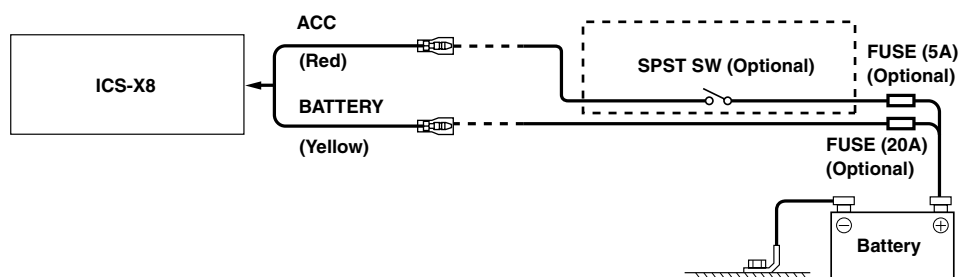 ICS-X8
ACC
(Red)
BATTERY
(Yellow)
SPST SW (Optional)
FUSE (5A)
(Optional)
FUSE (20A)
(Optional)
Battery